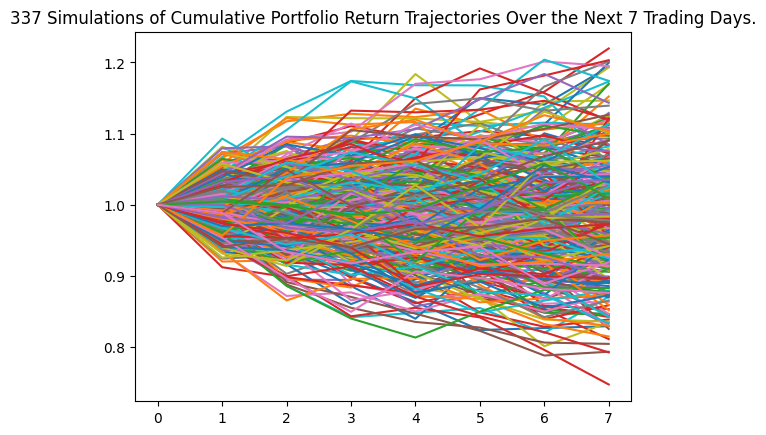 337 Simulations of Cumulative Portfolio Return Trajectories Over the Next 7 Trading Days.
1.2
1.1
1.0
0.9
0.8
0 1 2 3 4 5 6 7